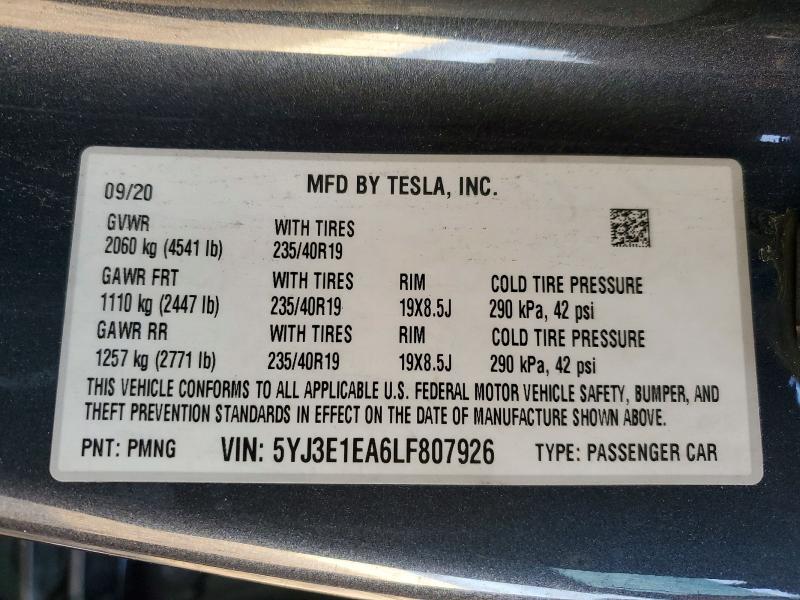 09/20 MFD BY TESLA, INC.
GVWR WITH TIRES
2060 kg (4541 lb) 235/40R19
GAWR FRT WITH TIRES RIM COLD TIRE PRESSURE
1110 kg (2447 lb) 235/40R19 19X8.5J 290 kPa, 42 psi
GAWR RR WITH TIRES RIM COLD TIRE PRESSURE
1257 kg (2771 lb) 235/40R19 19X8.5J 290 kPa, 42 psi
THIS VEHICLE CONFORMS TO ALL APPLICABLE U.S. FEDERAL MOTOR VEHICLE SAFETY, BUMPER, AND
THEFT PREVENTION STANDARDS IN EFFECT ON THE DATE OF MANUFACTURE SHOWN ABOVE.
PNT: PMNG VIN: 5YJ3E1EA6LF807926 TYPE: PASSENGER CAR